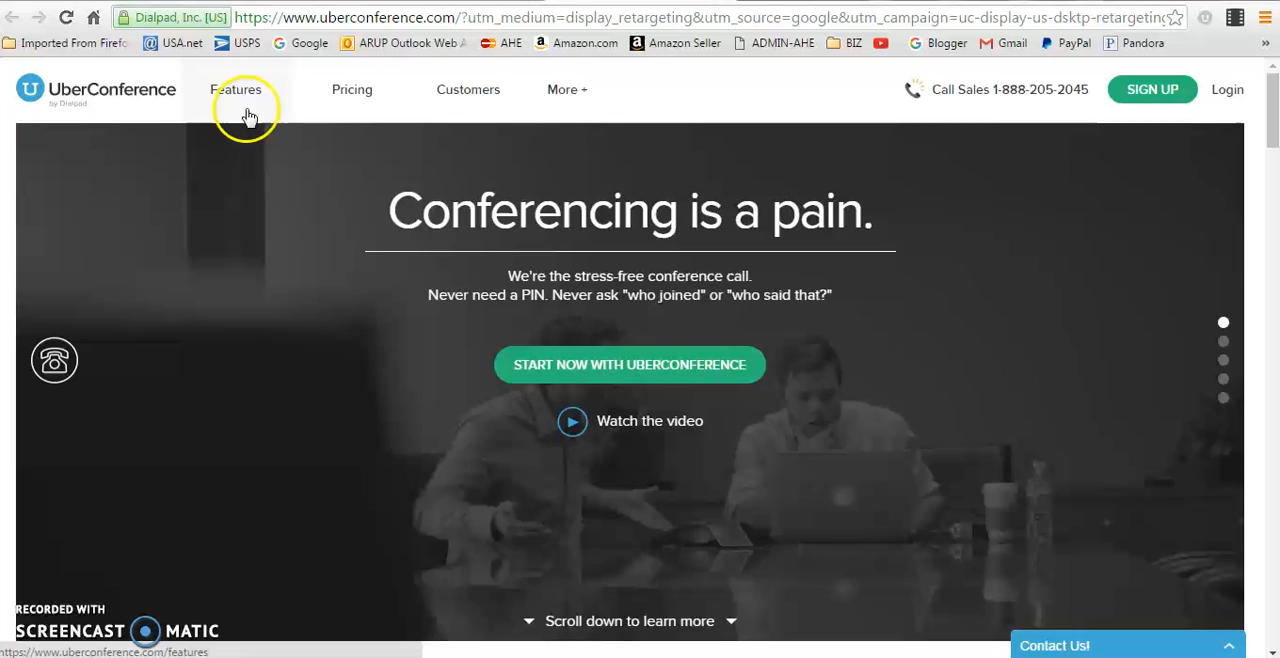 Dialpad, Inc. [US] https://www.uberconference.com/?utm_medium=display_retargeting&utm_source=google&utm_campaign=uc-display-us-dsktp-retargeting
Imported From Firefo @USA.net USPS Google ARUP Outlook Web A AHE Amazon.com Amazon Seller ADMIN-AHE BIZ Blogger Gmail PayPal Pandora »
UberConference Features Pricing Customers More + Call Sales 1-888-205-2045 SIGN UP Login
by Dialpad
Conferencing is a pain.
We're the stress-free conference call.
Never need a PIN. Never ask "who joined" or "who said that?"
START NOW WITH UBERCONFERENCE
Watch the video
RECORDED WITH
SCREENCAST MATIC
Scroll down to learn more
Contact Us!
https://www.uberconference.com/features